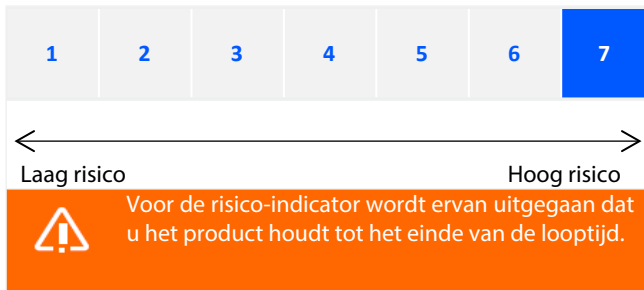 1 2 3 4 5 6 7
Laag risico Hoog risico
Voor de risico-indicator wordt ervan uitgegaan dat
u het product houdt tot het einde van de looptijd.